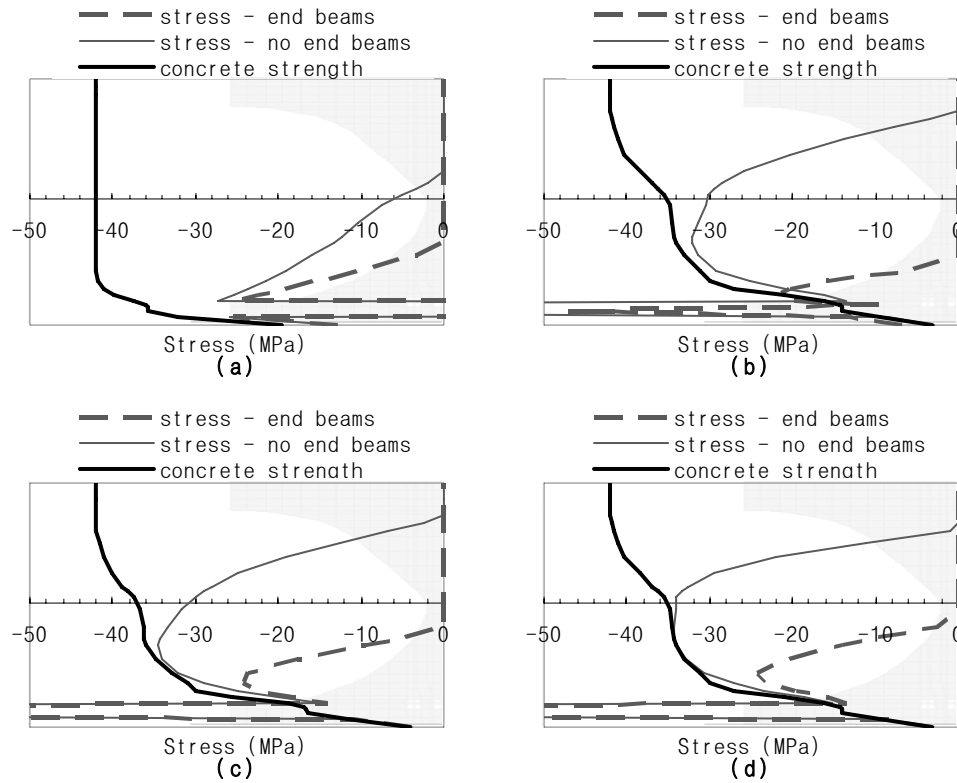 stress - end beams
stress - no end beams
concrete strength
-50 -40 -30 -20 -10 0
Stress (MPa)
(a)
stress - end beams
stress - no end beams
concrete strength
-50 -40 -30 -20 -10 0
Stress (MPa)
(b)
stress - end beams
stress - no end beams
concrete strength
-50 -40 -30 -20 -10 0
Stress (MPa)
(c)
stress - end beams
stress - no end beams
concrete strength
-50 -40 -30 -20 -10 0
Stress (MPa)
(d)